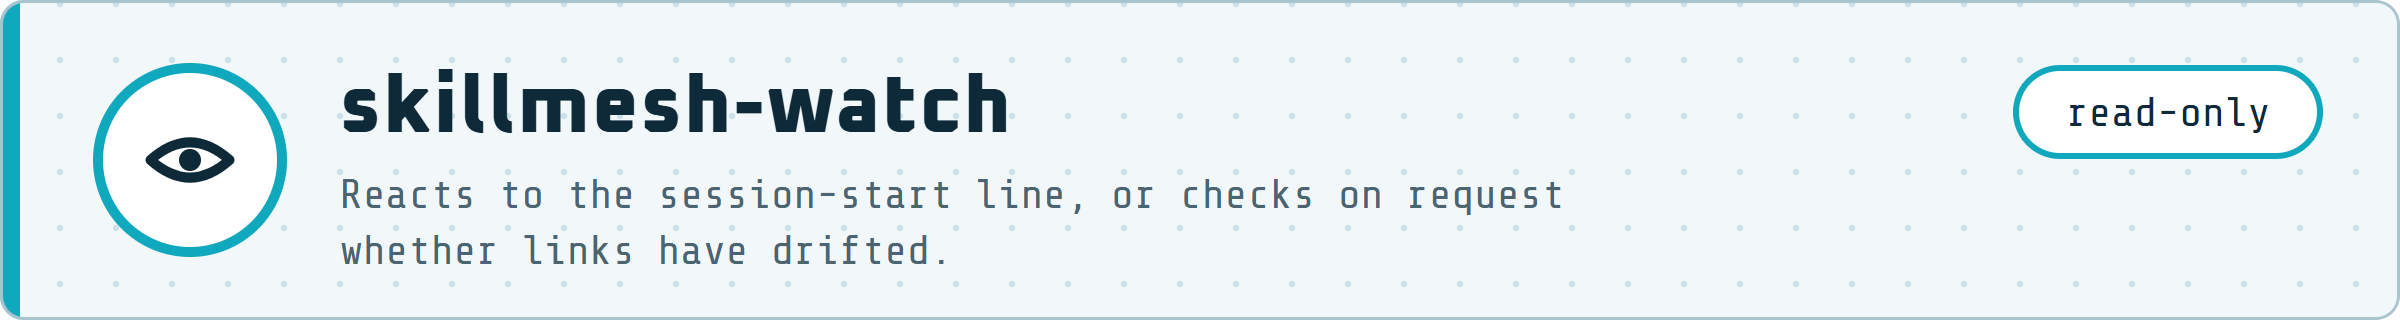 skillmesh-watch
read-only
Reacts to the session-start line, or checks on request
whether links have drifted.